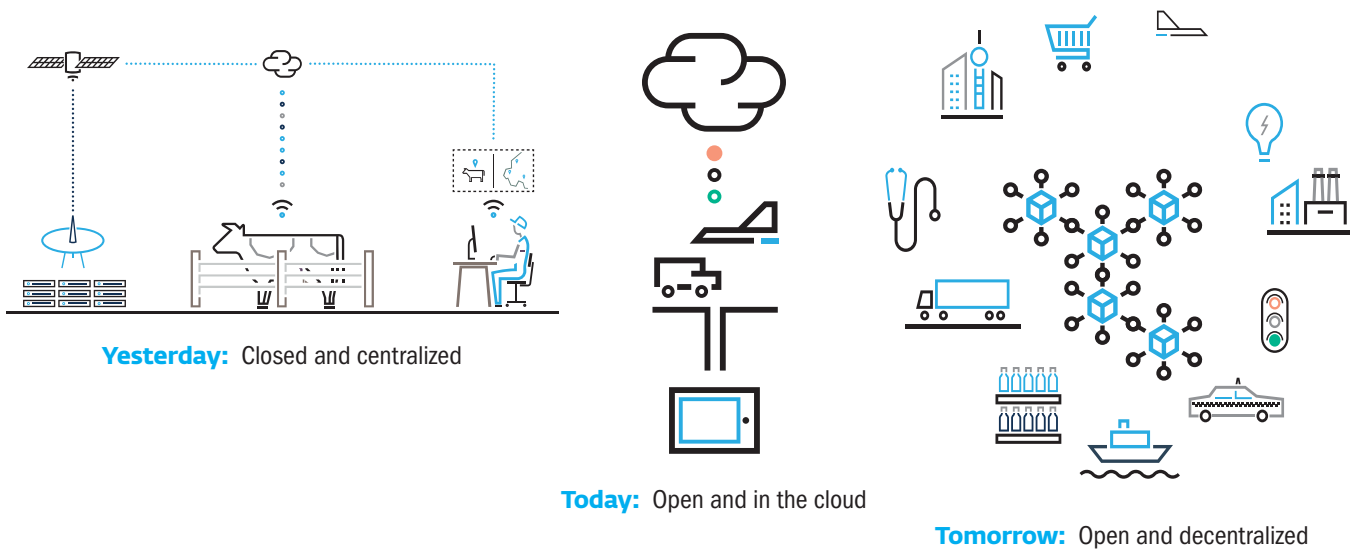 Yesterday: Closed and centralized
Today: Open and in the cloud
Tomorrow: Open and decentralized